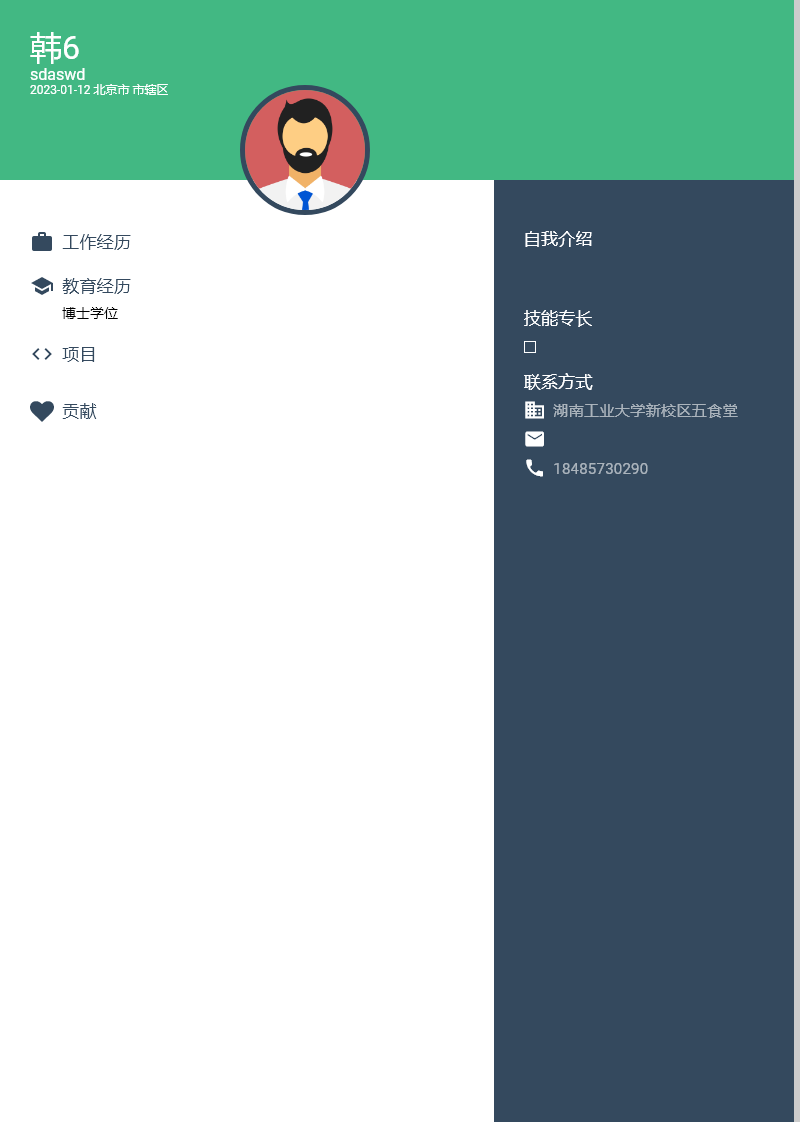 韩6
sdaswd
2023-01-12 北京市 市辖区
工作经历
教育经历
博士学位
项目
贡献
自我介绍
技能专长
联系方式
湖南工业大学新校区五食堂
18485730290